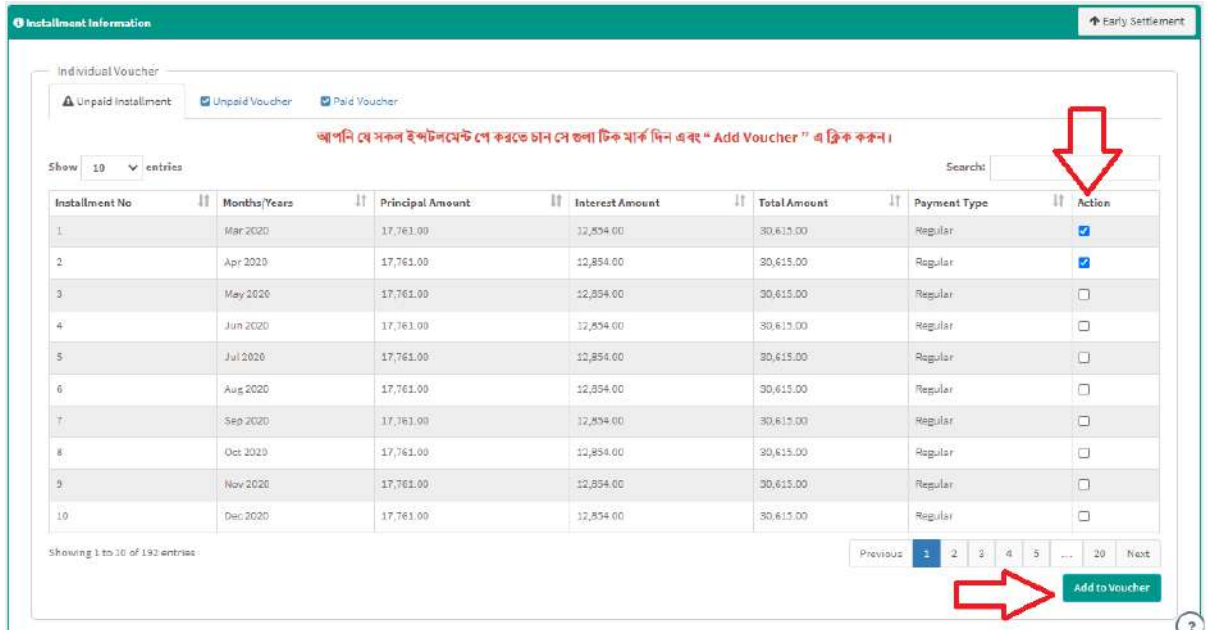 Installment Information
Early Settlement
Individual Voucher
Unpaid Installment Unpaid Voucher Paid Voucher
আপনি যে সকল ইন্সটলমেন্ট পে করতে চান সে গুলা টিক মার্ক দিন এবং “ Add Voucher ” এ ক্লিক করুন।
Show 10 entries Search:
Installment No Months/Years Principal Amount Interest Amount Total Amount Payment Type Action
1 Mar 2020 17,761.00 12,854.00 30,615.00 Regular
2 Apr 2020 17,761.00 12,854.00 30,615.00 Regular
3 May 2020 17,761.00 12,854.00 30,615.00 Regular
4 Jun 2020 17,761.00 12,854.00 30,615.00 Regular
5 Jul 2020 17,761.00 12,854.00 30,615.00 Regular
6 Aug 2020 17,761.00 12,854.00 30,615.00 Regular
7 Sep 2020 17,761.00 12,854.00 30,615.00 Regular
8 Oct 2020 17,761.00 12,854.00 30,615.00 Regular
9 Nov 2020 17,761.00 12,854.00 30,615.00 Regular
10 Dec 2020 17,761.00 12,854.00 30,615.00 Regular
Showing 1 to 10 of 192 entries Previous 1 2 3 4 5 ... 20 Next
Add to Voucher
?